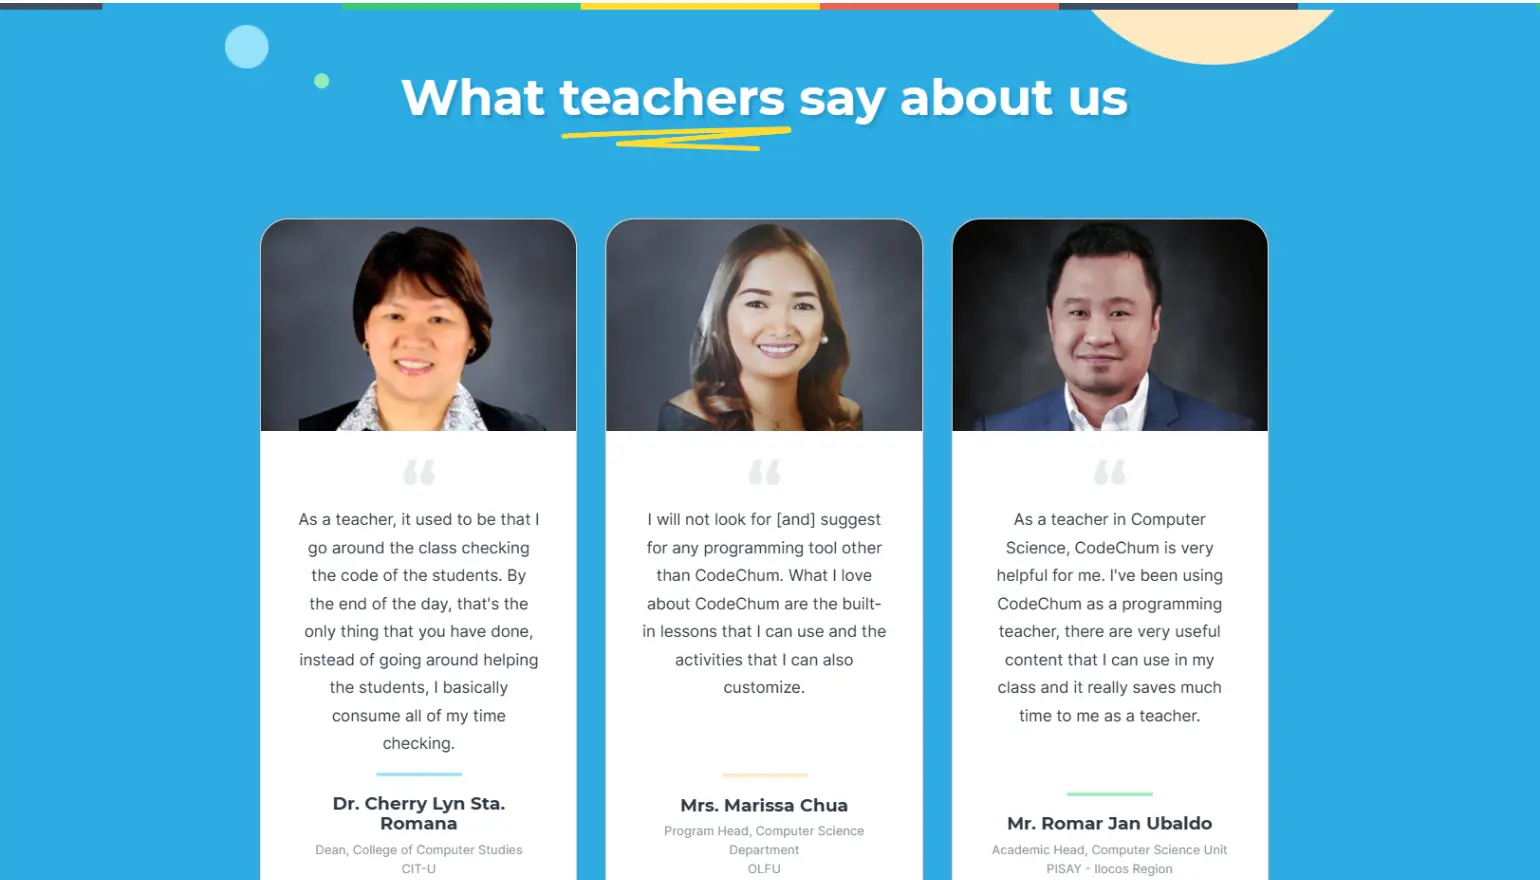 What teachers say about us
“
As a teacher, it used to be that I
go around the class checking
the code of the students. By
the end of the day, that's the
only thing that you have done,
instead of going around helping
the students, I basically
consume all of my time
checking.
Dr. Cherry Lyn Sta.
Romana
Dean, College of Computer Studies
CIT-U
“
I will not look for [and] suggest
for any programming tool other
than CodeChum. What I love
about CodeChum are the built-
in lessons that I can use and the
activities that I can also
customize.
Mrs. Marissa Chua
Program Head, Computer Science
Department
OLFU
“
As a teacher in Computer
Science, CodeChum is very
helpful for me. I've been using
CodeChum as a programming
teacher, there are very useful
content that I can use in my
class and it really saves much
time to me as a teacher.
Mr. Romar Jan Ubaldo
Academic Head, Computer Science Unit
PISAY - Ilocos Region